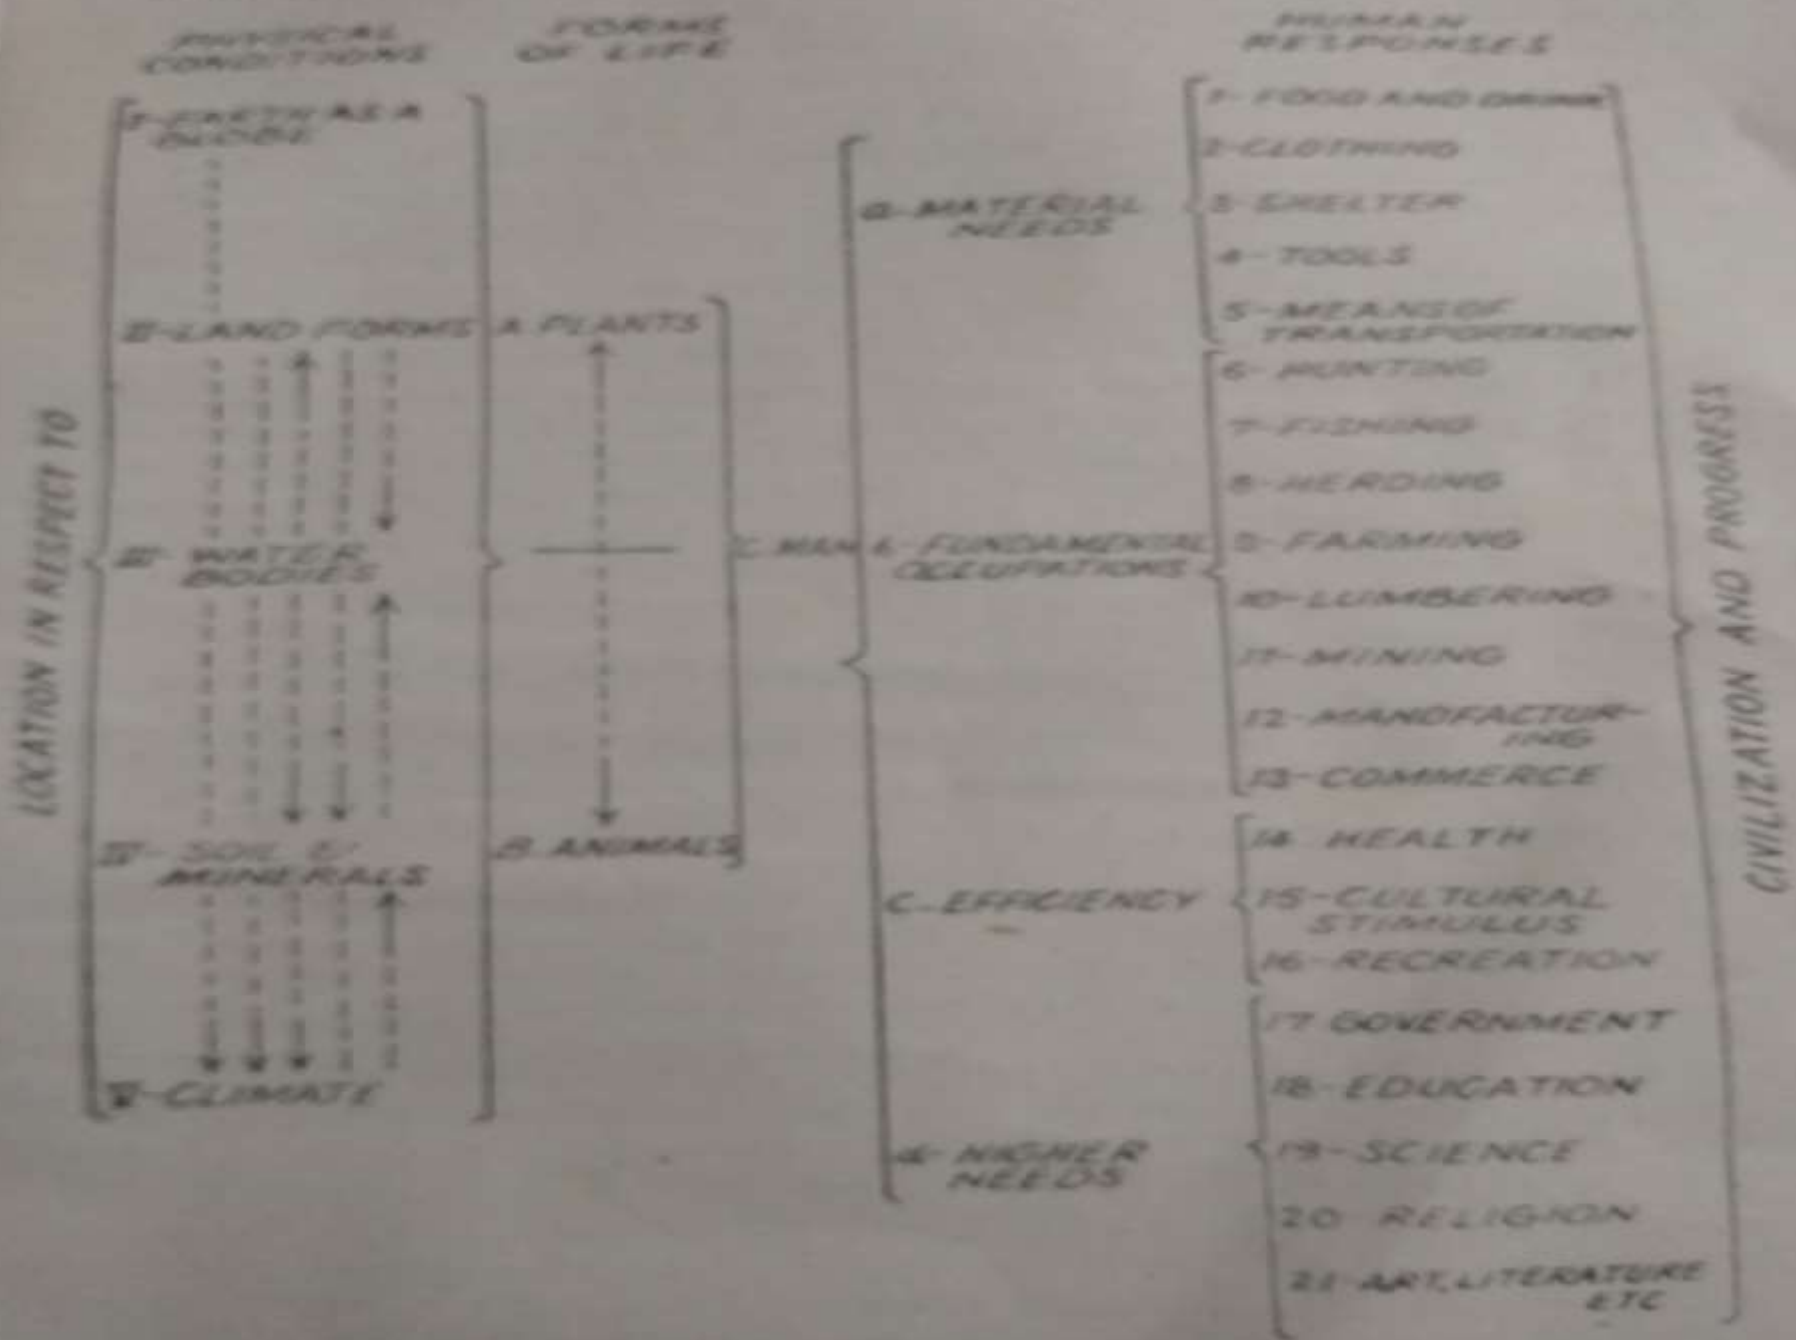 PHYSICAL
CONDITIONS
FORMS
OF LIFE
HUMAN
RESPONSES
LOCATION IN RESPECT TO
I-EARTH AS A
GLOBE
II-LAND FORMS
III- WATER
BODIES
IV- SOIL &
MINERALS
V-CLIMATE
A PLANTS
B ANIMALS
C MAN
a-MATERIAL
NEEDS
b- FUNDAMENTAL
OCCUPATIONS
C-EFFICIENCY
d-HIGHER
NEEDS
1- FOOD AND DRINK
2-CLOTHING
3-SHELTER
4-TOOLS
5-MEANS OF
TRANSPORTATION
6- HUNTING
7-FISHING
8-HERDING
9-FARMING
10-LUMBERING
11-MINING
12-MANDFACTUR-
ING
13-COMMERCE
14 HEALTH
15-CULTURAL
STIMULUS
16-RECREATION
17 GOVERNMENT
18-EDUCATION
19-SCIENCE
20 RELIGION
21-ART, LITERATURE
ETC
CIVILIZATION AND PROGRESS